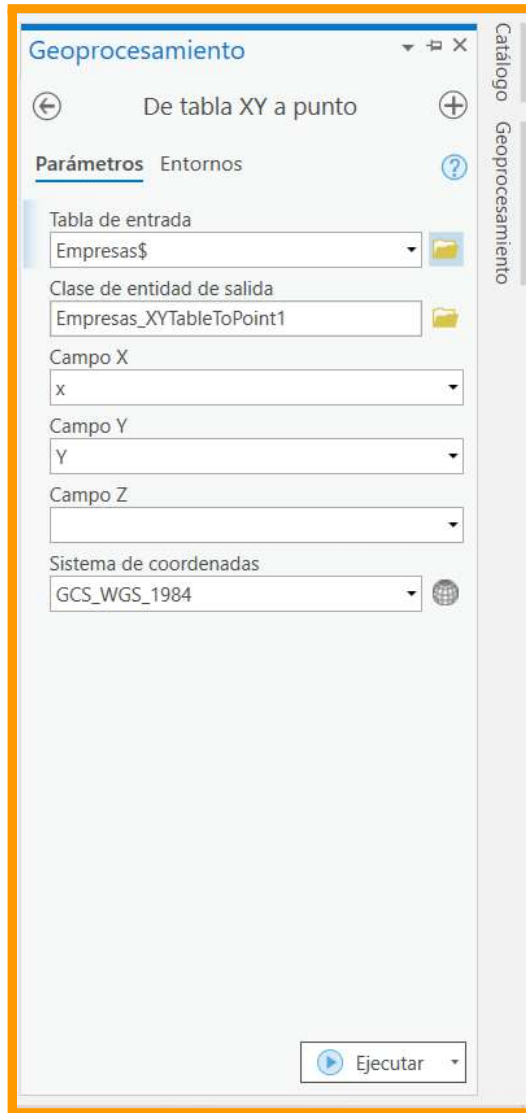 Geoprocesamiento
De tabla XY a punto
Parámetros Entornos
Tabla de entrada
Empresas$
Clase de entidad de salida
Empresas_XYTableToPoint1
Campo X
x
Campo Y
Y
Campo Z
Sistema de coordenadas
GCS_WGS_1984
Ejecutar
Catálogo
Geoprocesamiento